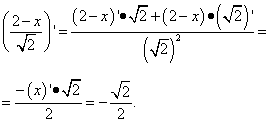 ((2-x)/√2)' = ((2-x)'•√2+(2-x)•(√2)')/(√2)² =
= (-(x)'•√2)/2 = -√2/2.